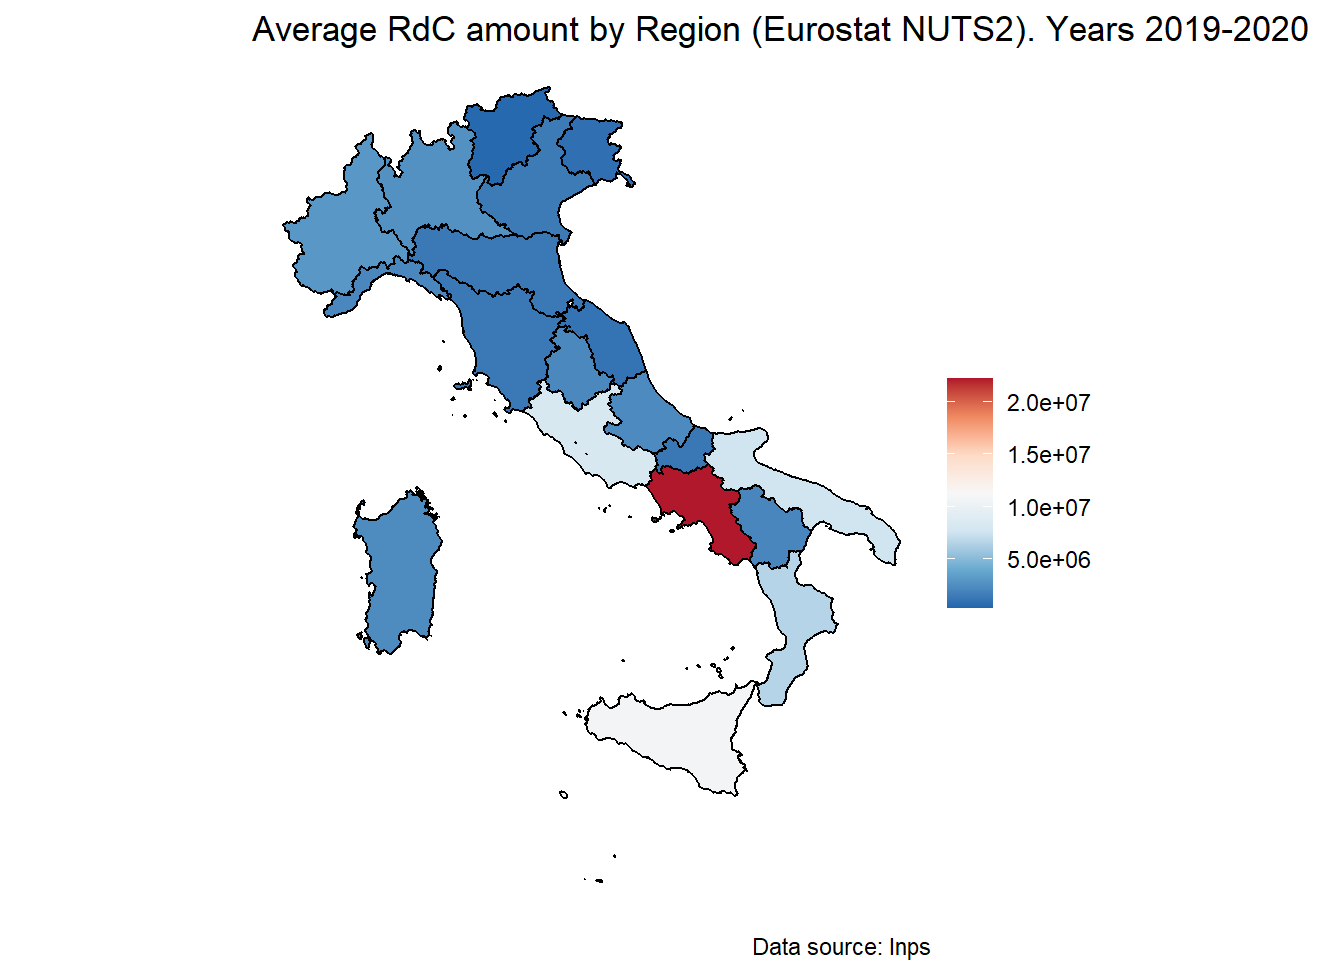 Average RdC amount by Region (Eurostat NUTS2). Years 2019-2020
2.0e+07
1.5e+07
1.0e+07
5.0e+06
Data source: Inps